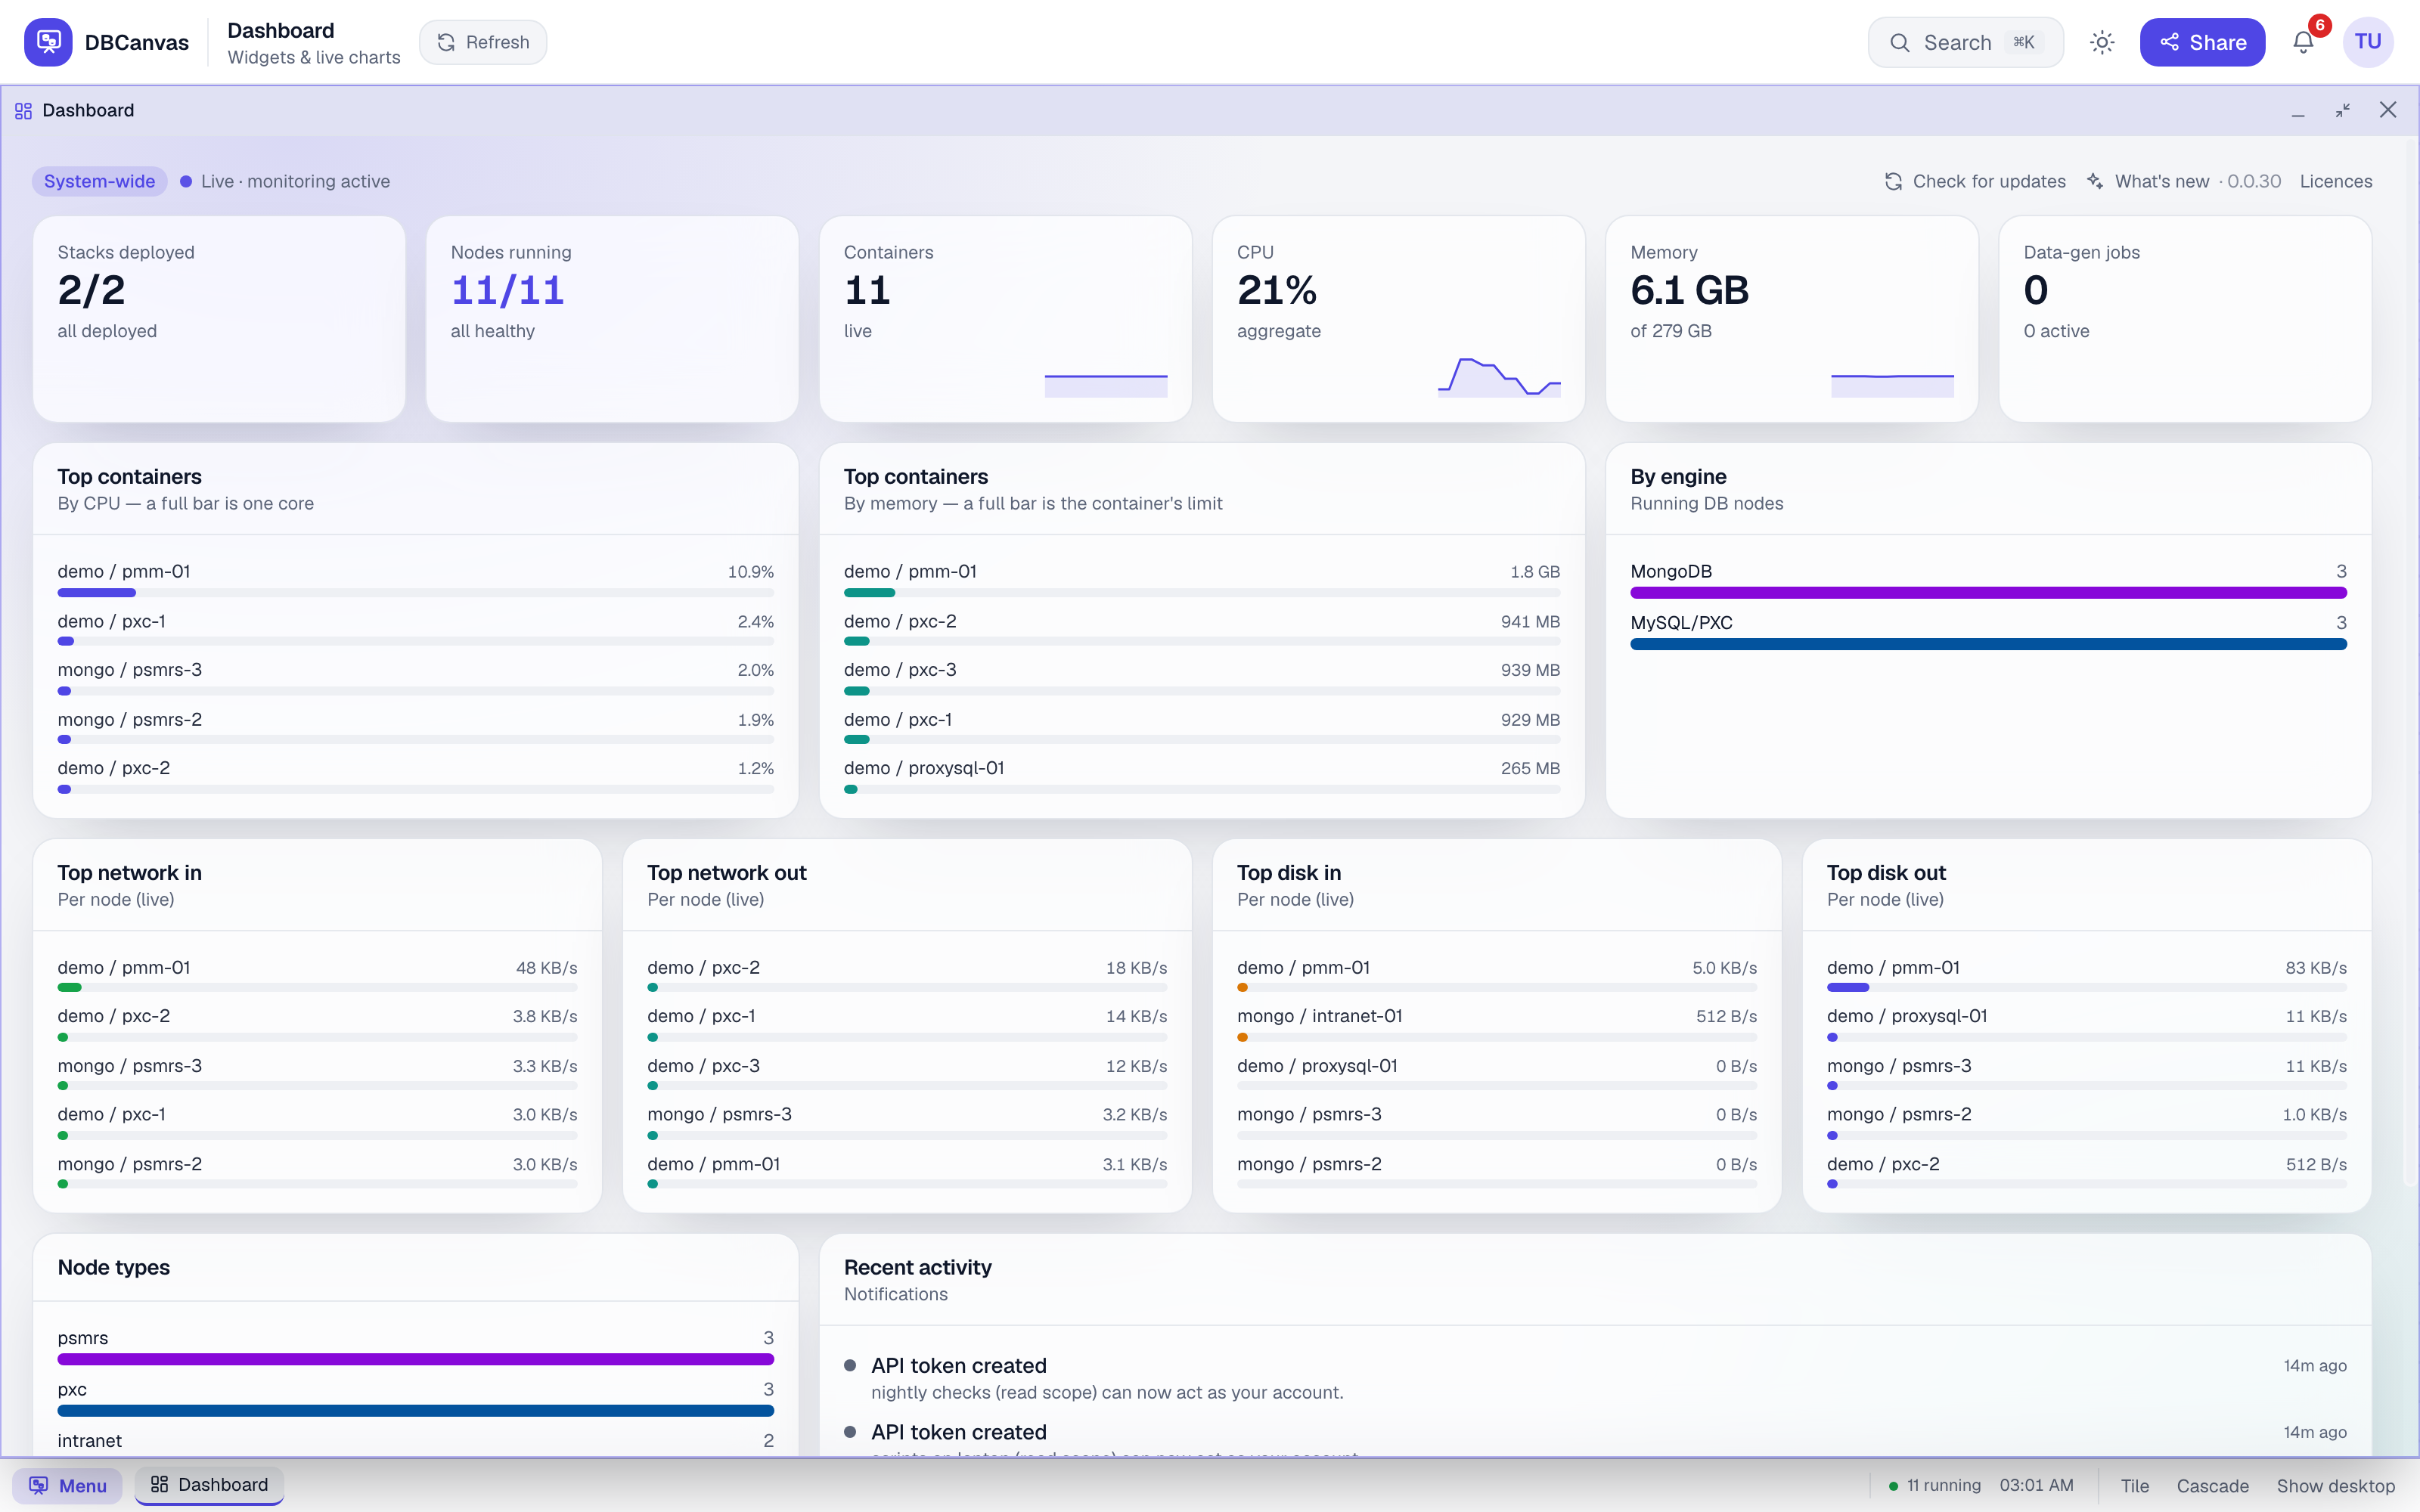 DBCanvas
Dashboard
Widgets & live charts
Refresh
Search ⌘K
Share
6
TU
Dashboard
System-wide
Live · monitoring active
Check for updates
What's new · 0.0.30
Licences
Stacks deployed
2/2
all deployed
Nodes running
11/11
all healthy
Containers
11
live
CPU
21%
aggregate
Memory
6.1 GB
of 279 GB
Data-gen jobs
0
0 active
Top containers
By CPU — a full bar is one core
demo / pmm-01 10.9%
demo / pxc-1 2.4%
mongo / psmrs-3 2.0%
mongo / psmrs-2 1.9%
demo / pxc-2 1.2%
Top containers
By memory — a full bar is the container's limit
demo / pmm-01 1.8 GB
demo / pxc-2 941 MB
demo / pxc-3 939 MB
demo / pxc-1 929 MB
demo / proxysql-01 265 MB
By engine
Running DB nodes
MongoDB 3
MySQL/PXC 3
Top network in
Per node (live)
demo / pmm-01 48 KB/s
demo / pxc-2 3.8 KB/s
mongo / psmrs-3 3.3 KB/s
demo / pxc-1 3.0 KB/s
mongo / psmrs-2 3.0 KB/s
Top network out
Per node (live)
demo / pxc-2 18 KB/s
demo / pxc-1 14 KB/s
demo / pxc-3 12 KB/s
mongo / psmrs-3 3.2 KB/s
demo / pmm-01 3.1 KB/s
Top disk in
Per node (live)
demo / pmm-01 5.0 KB/s
mongo / intranet-01 512 B/s
demo / proxysql-01 0 B/s
mongo / psmrs-3 0 B/s
mongo / psmrs-2 0 B/s
Top disk out
Per node (live)
demo / pmm-01 83 KB/s
demo / proxysql-01 11 KB/s
mongo / psmrs-3 11 KB/s
mongo / psmrs-2 1.0 KB/s
demo / pxc-2 512 B/s
Node types
psmrs 3
pxc 3
intranet 2
Recent activity
Notifications
API token created 14m ago
nightly checks (read scope) can now act as your account.
API token created 14m ago
Menu
Dashboard
11 running
03:01 AM
Tile
Cascade
Show desktop